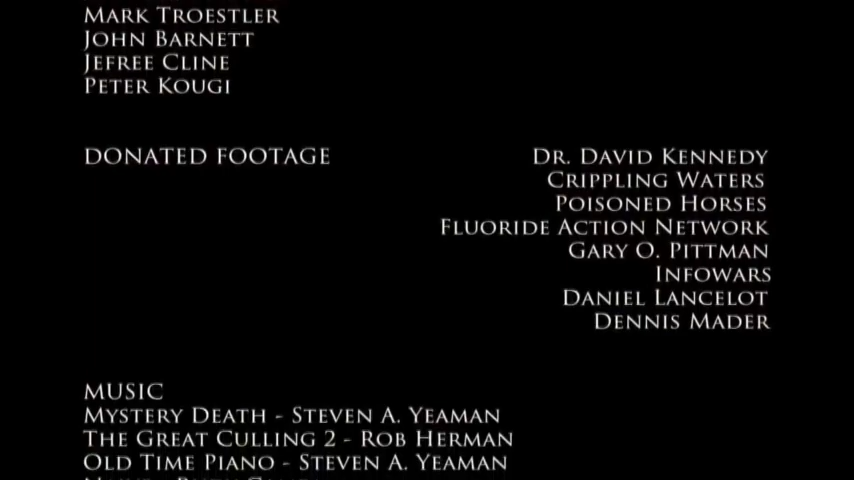 Mark Troestler
John Barnett
Jefree Cline
Peter Kougi
DONATED FOOTAGE
Dr. David Kennedy
Crippling Waters
Poisoned Horses
Fluoride Action Network
Gary O. Pittman
Infowars
Daniel Lancelot
Dennis Mader
MUSIC
Mystery Death - Steven A. Yeaman
The Great Culling 2 - Rob Herman
Old Time Piano - Steven A. Yeaman